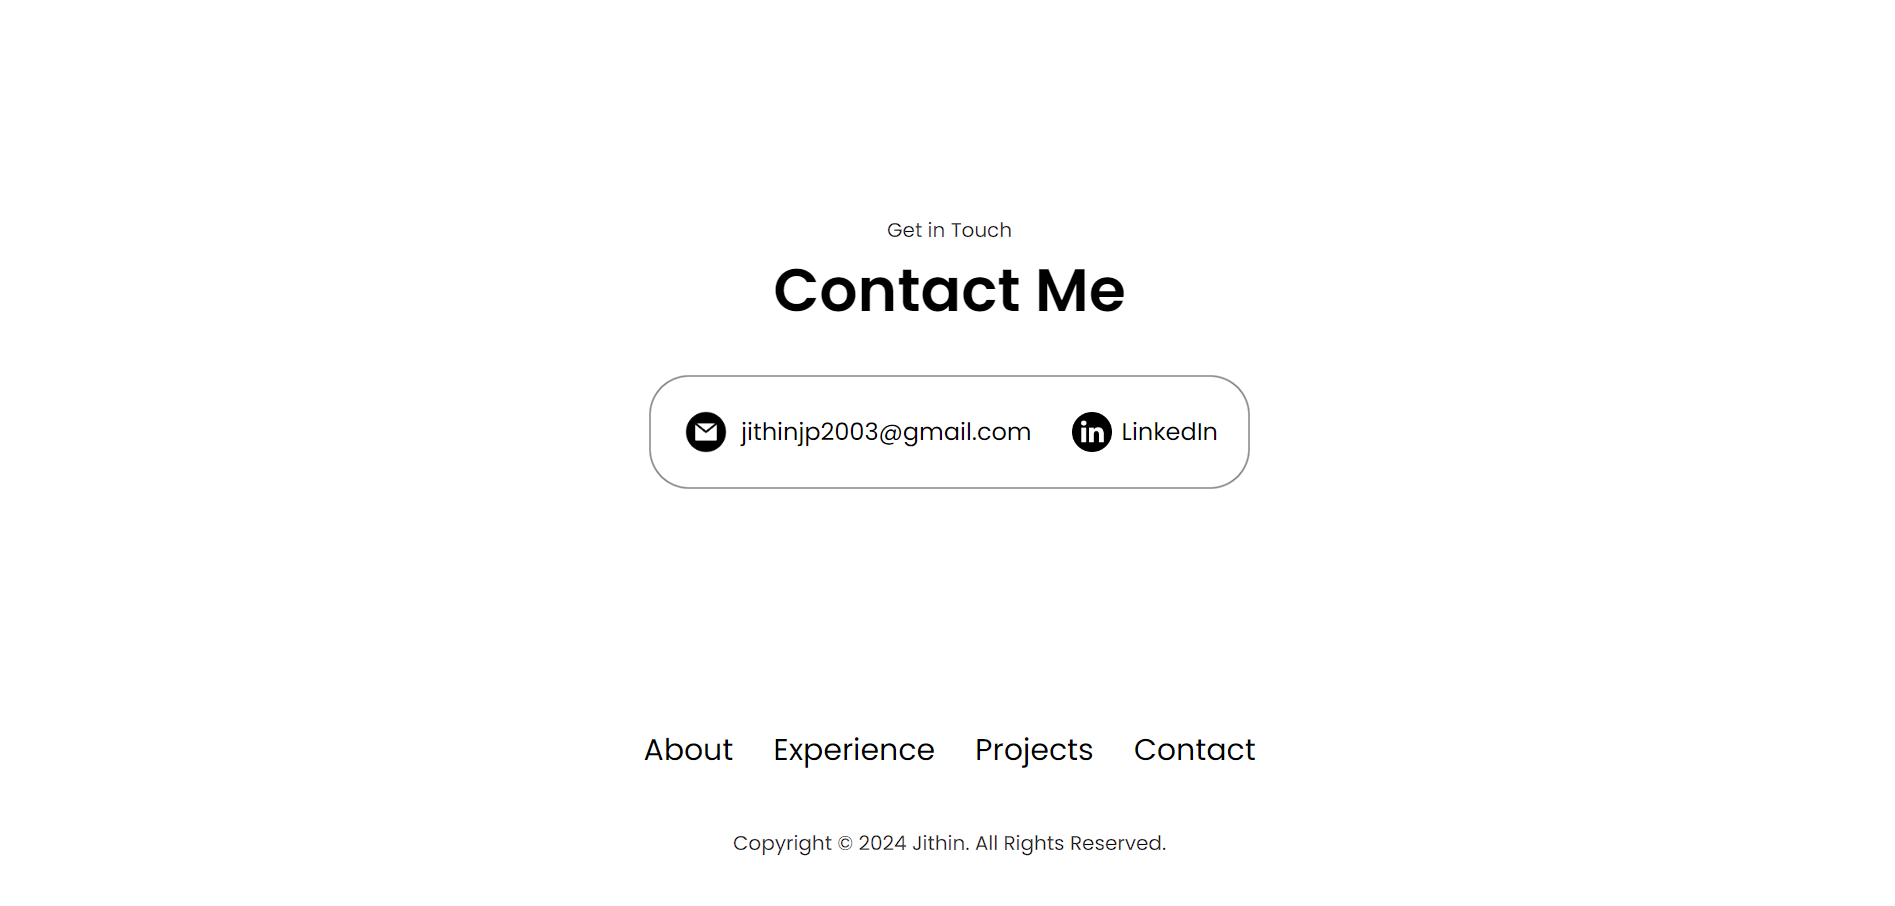 Get in Touch
Contact Me
jithinjp2003@gmail.com LinkedIn
About Experience Projects Contact
Copyright © 2024 Jithin. All Rights Reserved.